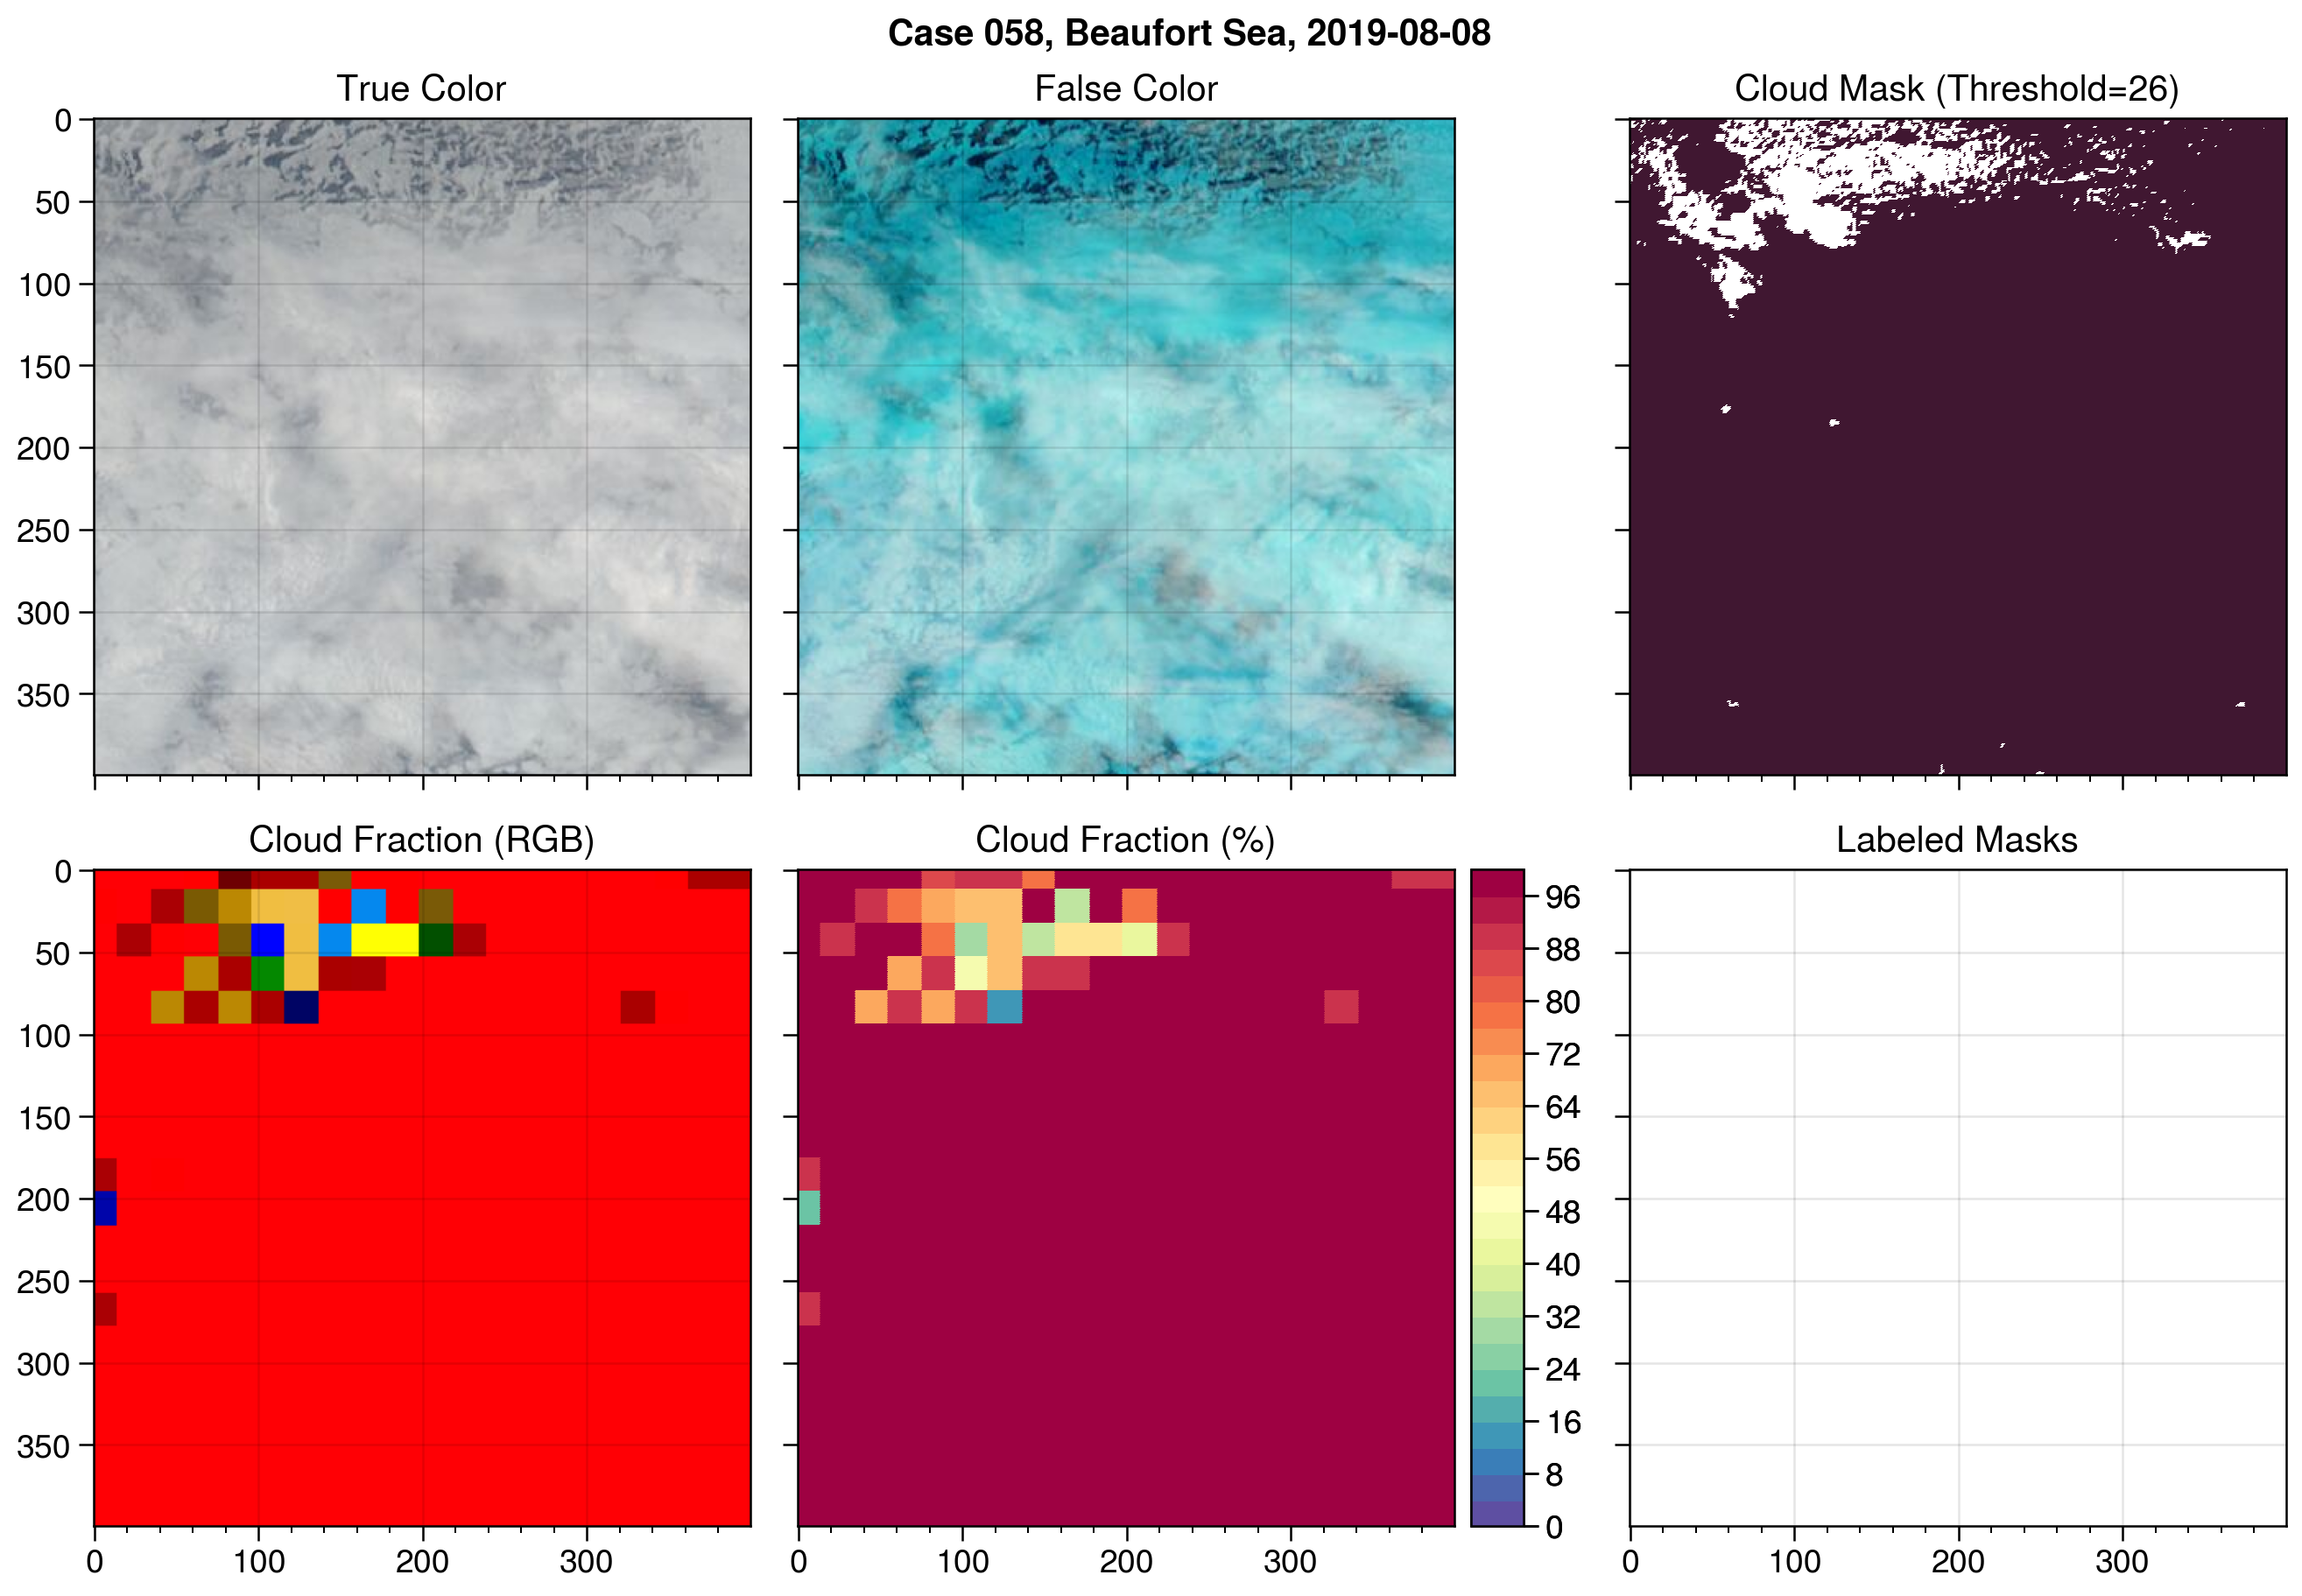 Case 058, Beaufort Sea, 2019-08-08
True Color
False Color
Cloud Mask (Threshold=26)
0
50
100
150
200
250
300
350
Cloud Fraction (RGB)
Cloud Fraction (%)
Labeled Masks
0
50
100
150
200
250
300
350
96
88
80
72
64
56
48
40
32
24
16
8
0
0 100 200 300
0 100 200 300
0 100 200 300